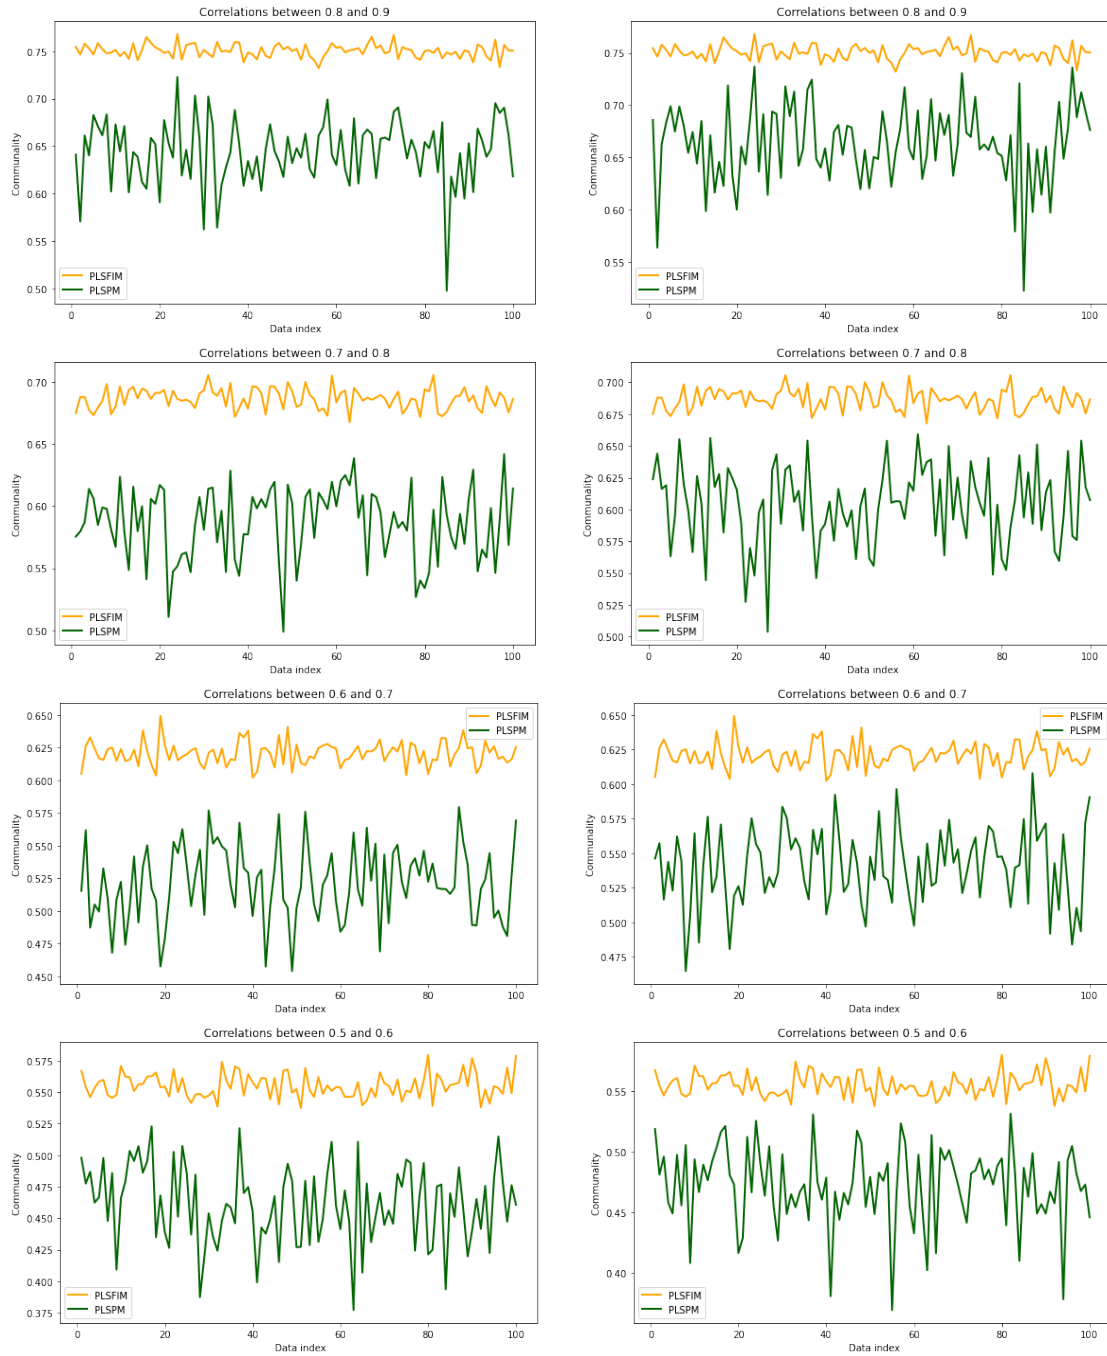 Correlations between 0.8 and 0.9
Communality
0.75
0.70
0.65
0.60
0.55
0.50
PLSFIM
PLSPM
0
20
40
60
80
100
Data index
Correlations between 0.8 and 0.9
Communality
0.75
0.70
0.65
0.60
0.55
PLSFIM
PLSPM
0
20
40
60
80
100
Data index
Correlations between 0.7 and 0.8
Communality
0.70
0.65
0.60
0.55
0.50
PLSFIM
PLSPM
0
20
40
60
80
100
Data index
Correlations between 0.7 and 0.8
Communality
0.700
0.675
0.650
0.625
0.600
0.575
0.550
0.525
0.500
PLSFIM
PLSPM
0
20
40
60
80
100
Data index
Correlations between 0.6 and 0.7
Communality
0.650
0.625
0.600
0.575
0.550
0.525
0.500
0.475
0.450
PLSFIM
PLSPM
0
20
40
60
80
100
Data index
Correlations between 0.6 and 0.7
Communality
0.650
0.625
0.600
0.575
0.550
0.525
0.500
0.475
PLSFIM
PLSPM
0
20
40
60
80
100
Data index
Correlations between 0.5 and 0.6
Communality
0.575
0.550
0.525
0.500
0.475
0.450
0.425
0.400
0.375
PLSFIM
PLSPM
0
20
40
60
80
100
Data index
Correlations between 0.5 and 0.6
Communality
0.55
0.50
0.45
0.40
PLSFIM
PLSPM
0
20
40
60
80
100
Data index